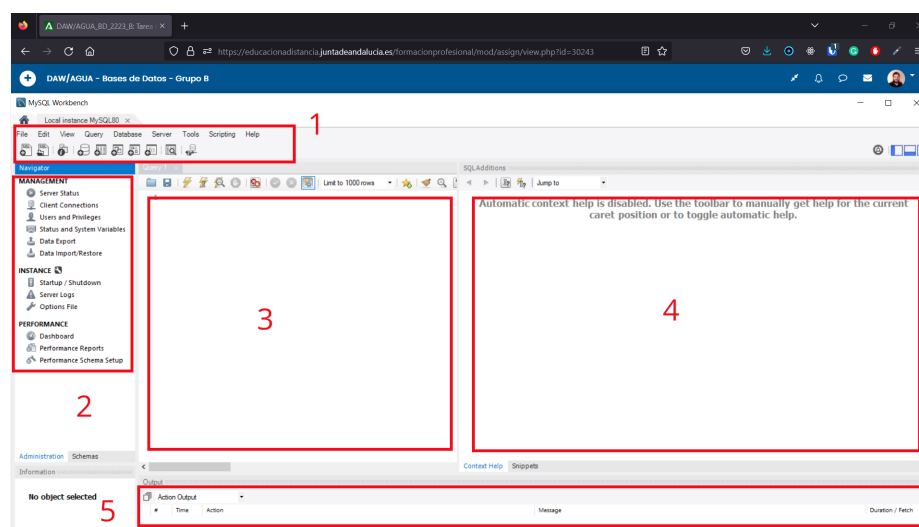 DAW/AGUA_BD_2223_B: Tarea
https://educacionadistancia.juntadeandalucia.es/formacionprofesional/mod/assign/view.php?id=30243
DAW/AGUA - Bases de Datos - Grupo B
MySQL Workbench
Local instance MySQL80
1
File Edit View Query Database Server Tools Scripting Help
Navigator
Query 1
SQLAdditions
MANAGEMENT
Server Status
Client Connections
Users and Privileges
Status and System Variables
Data Export
Data Import/Restore
INSTANCE
Startup / Shutdown
Server Logs
Options File
PERFORMANCE
Dashboard
Performance Reports
Performance Schema Setup
2
Administration Schemas
Information
No object selected
5
Limit to 1000 rows
3
Jump to
Automatic context help is disabled. Use the toolbar to manually get help for the current
caret position or to toggle automatic help.
4
Context Help Snippets
Output
Action Output
# Time Action Message Duration / Fetch